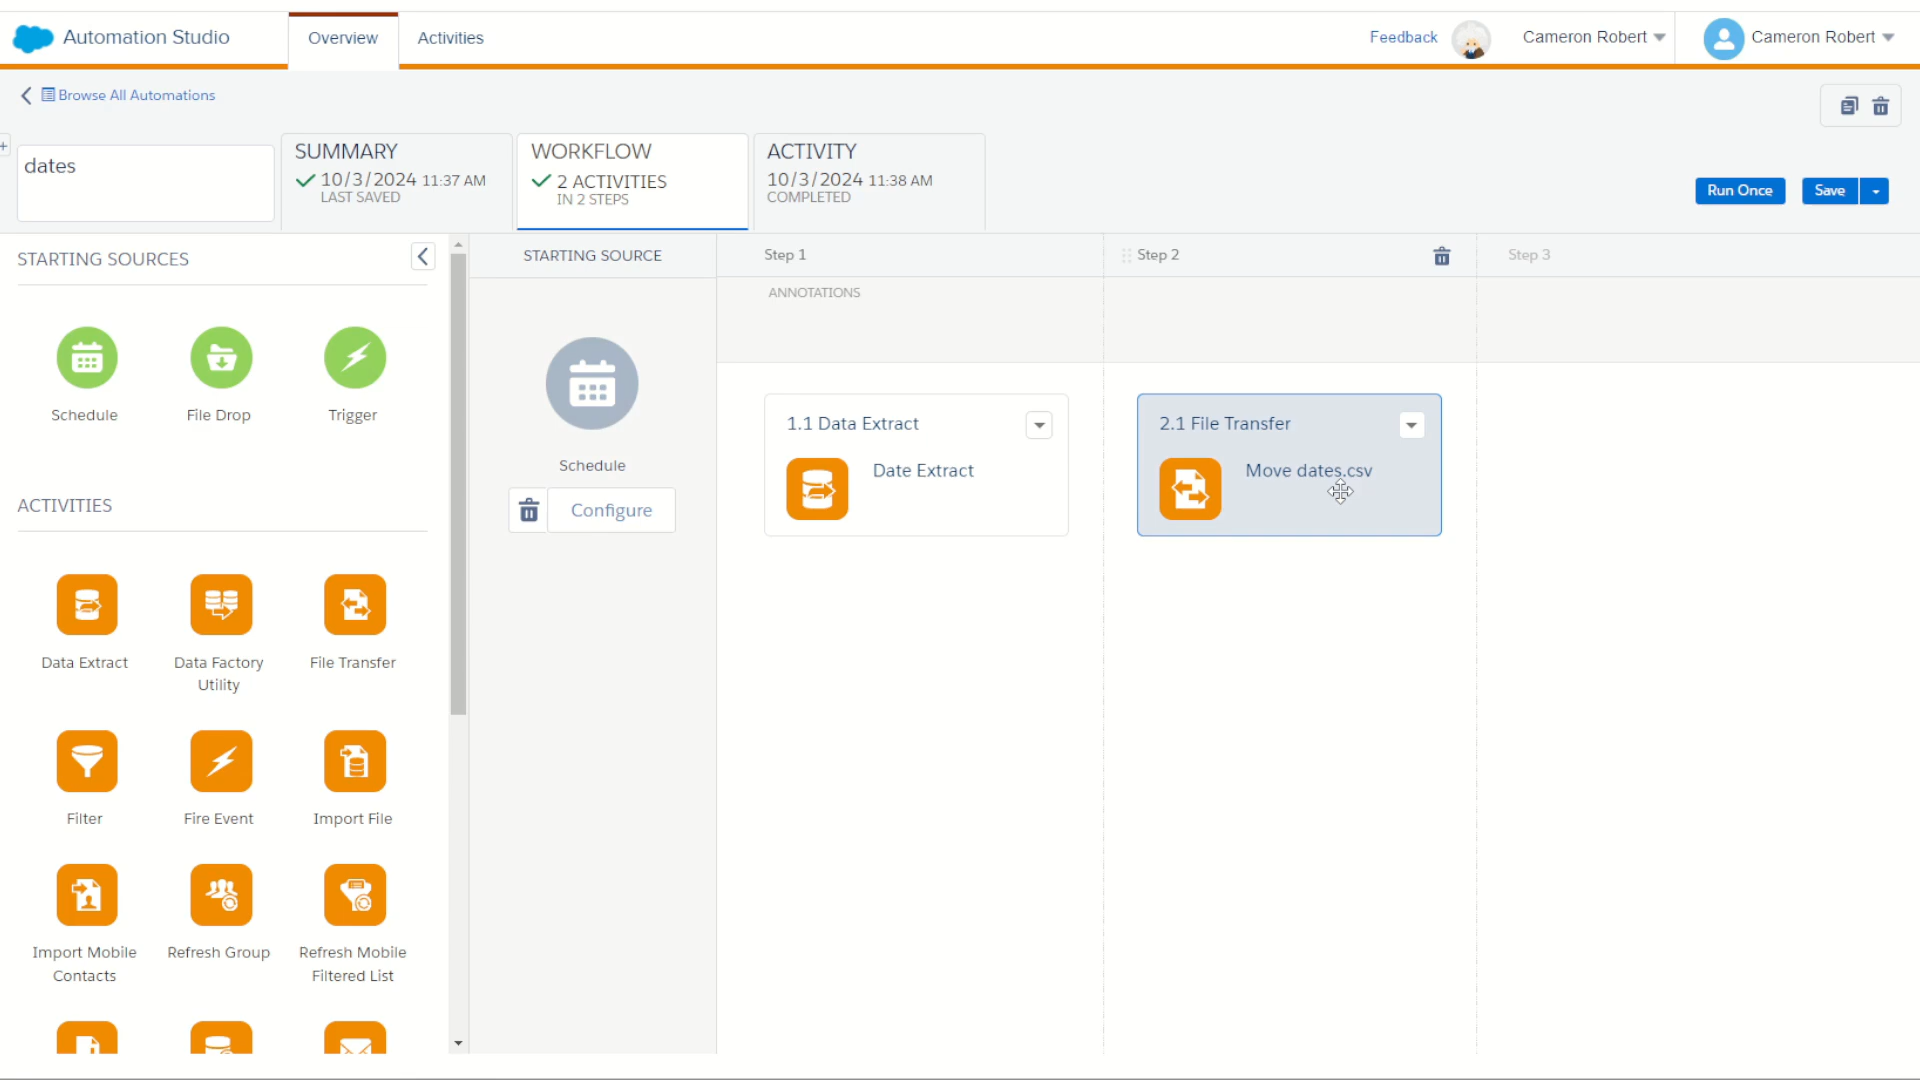 Automation Studio
Overview
Activities
Feedback
Cameron Robert
Cameron Robert
Browse All Automations
dates
SUMMARY
10/3/2024 11:37 AM
LAST SAVED
WORKFLOW
2 ACTIVITIES
IN 2 STEPS
ACTIVITY
10/3/2024 11:38 AM
COMPLETED
Run Once
Save
STARTING SOURCES
Schedule
File Drop
Trigger
ACTIVITIES
Data Extract
Data Factory
Utility
File Transfer
Filter
Fire Event
Import File
Import Mobile
Contacts
Refresh Group
Refresh Mobile
Filtered List
STARTING SOURCE
Schedule
Configure
Step 1
Step 2
Step 3
ANNOTATIONS
1.1 Data Extract
Date Extract
2.1 File Transfer
Move dates.csv